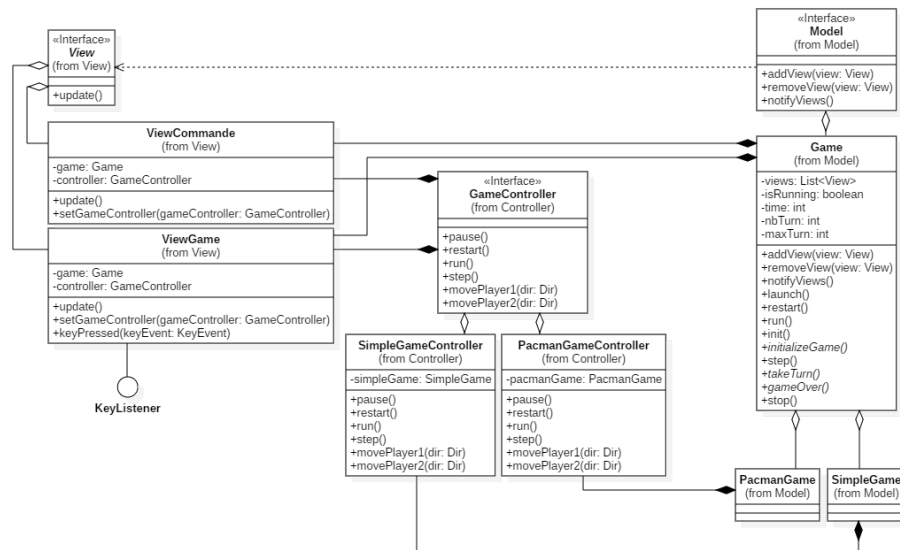 «Interface»
View
(from View)
+update()
«Interface»
Model
(from Model)
+addView(view: View)
+removeView(view: View)
+notifyViews()
ViewCommande
(from View)
-game: Game
-controller: GameController
+update()
+setGameController(gameController: GameController)
Game
(from Model)
-views: List<View>
-isRunning: boolean
-time: int
-nbTurn: int
-maxTurn: int
+addView(view: View)
+removeView(view: View)
+notifyViews()
+launch()
+restart()
+run()
+init()
+initializeGame()
+step()
+takeTurn()
+gameOver()
+stop()
«Interface»
GameController
(from Controller)
+pause()
+restart()
+run()
+step()
+movePlayer1(dir: Dir)
+movePlayer2(dir: Dir)
ViewGame
(from View)
-game: Game
-controller: GameController
+update()
+setGameController(gameController: GameController)
+keyPressed(keyEvent: KeyEvent)
KeyListener
SimpleGameController
(from Controller)
-simpleGame: SimpleGame
+pause()
+restart()
+run()
+step()
+movePlayer1(dir: Dir)
+movePlayer2(dir: Dir)
PacmanGameController
(from Controller)
-pacmanGame: PacmanGame
+pause()
+restart()
+run()
+step()
+movePlayer1(dir: Dir)
+movePlayer2(dir: Dir)
PacmanGame
(from Model)
SimpleGame
(from Model)